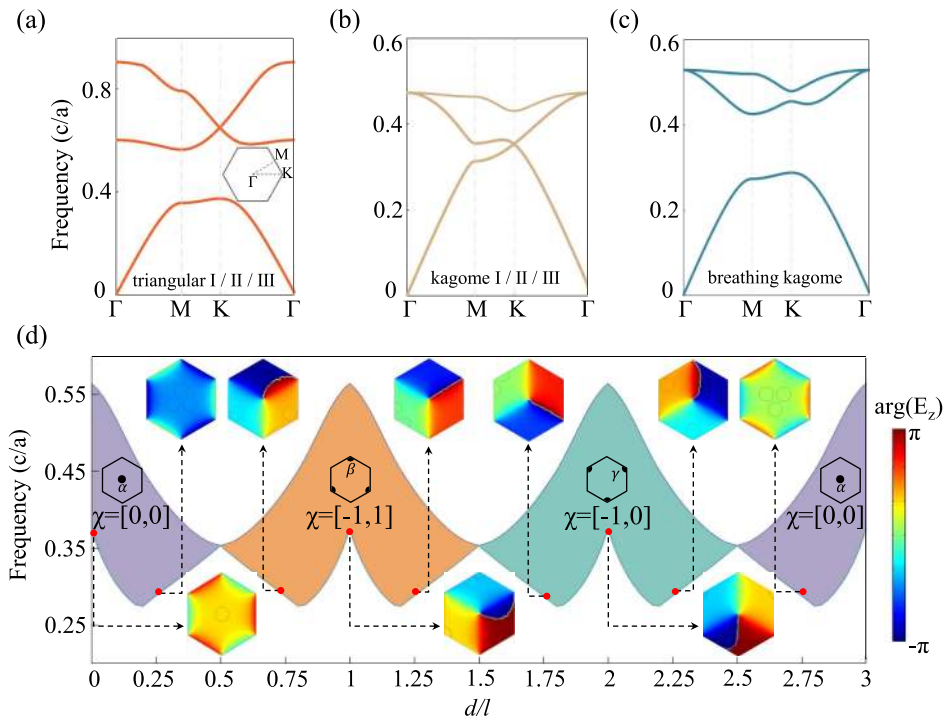 (a)
(b)
(c)
Frequency (c/a)
0.8
0.4
0
Γ M K Γ
M
Γ K
triangular I / II / III
0.6
0.4
0.2
0
Γ M K Γ
kagome I / II / III
0.6
0.4
0.2
0
Γ M K Γ
breathing kagome
(d)
Frequency (c/a)
0.55
0.45
0.35
0.25
α
χ=[0,0]
β
χ=[-1,1]
γ
χ=[-1,0]
α
χ=[0,0]
arg(E_z)
π
-π
0 0.25 0.5 0.75 1 1.25 1.5 1.75 2 2.25 2.5 2.75 3
d/l